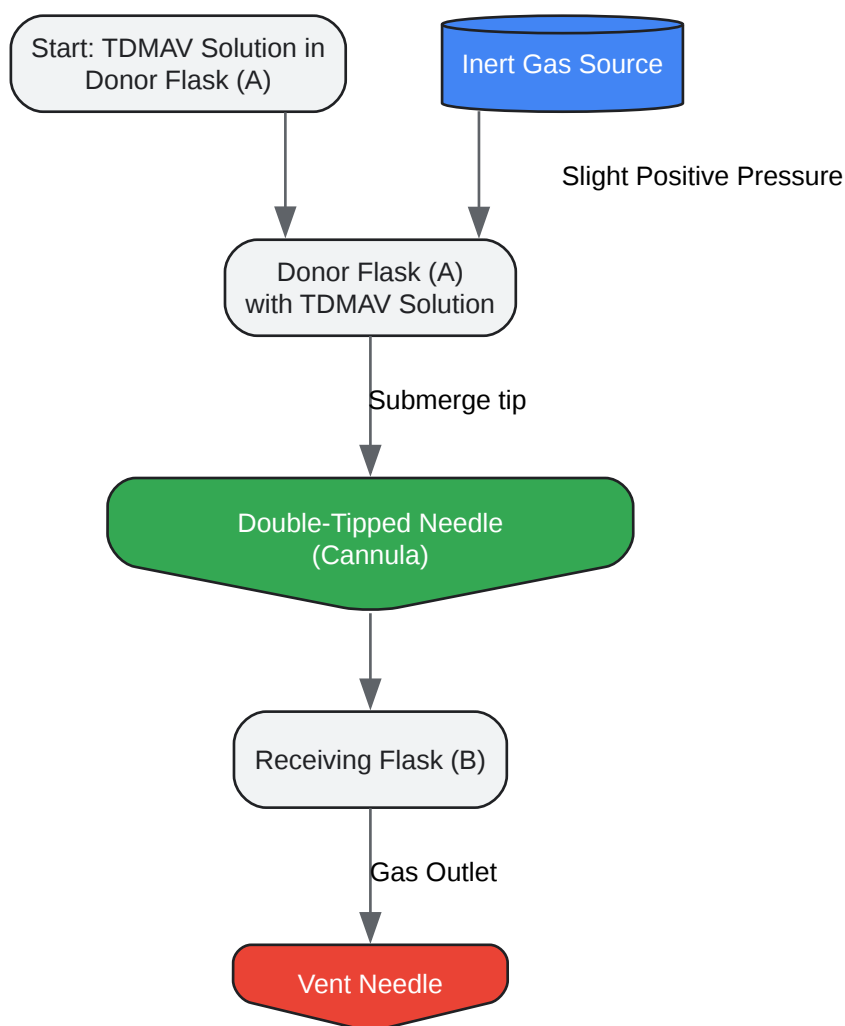 Start: TDMAV Solution in
Donor Flask (A)
Inert Gas Source
Slight Positive Pressure
Donor Flask (A)
with TDMAV Solution
Submerge tip
Double-Tipped Needle
(Cannula)
Receiving Flask (B)
Gas Outlet
Vent Needle